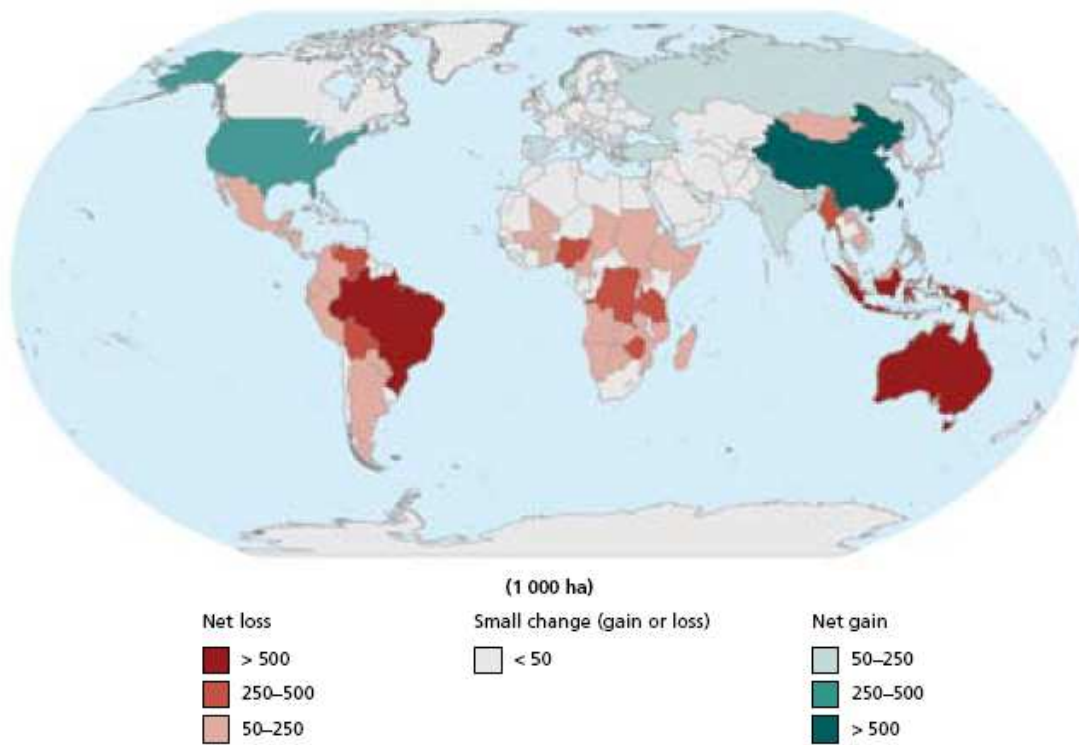 (1 000 ha)
Net loss
> 500
250–500
50–250
Small change (gain or loss)
< 50
Net gain
50–250
250–500
> 500